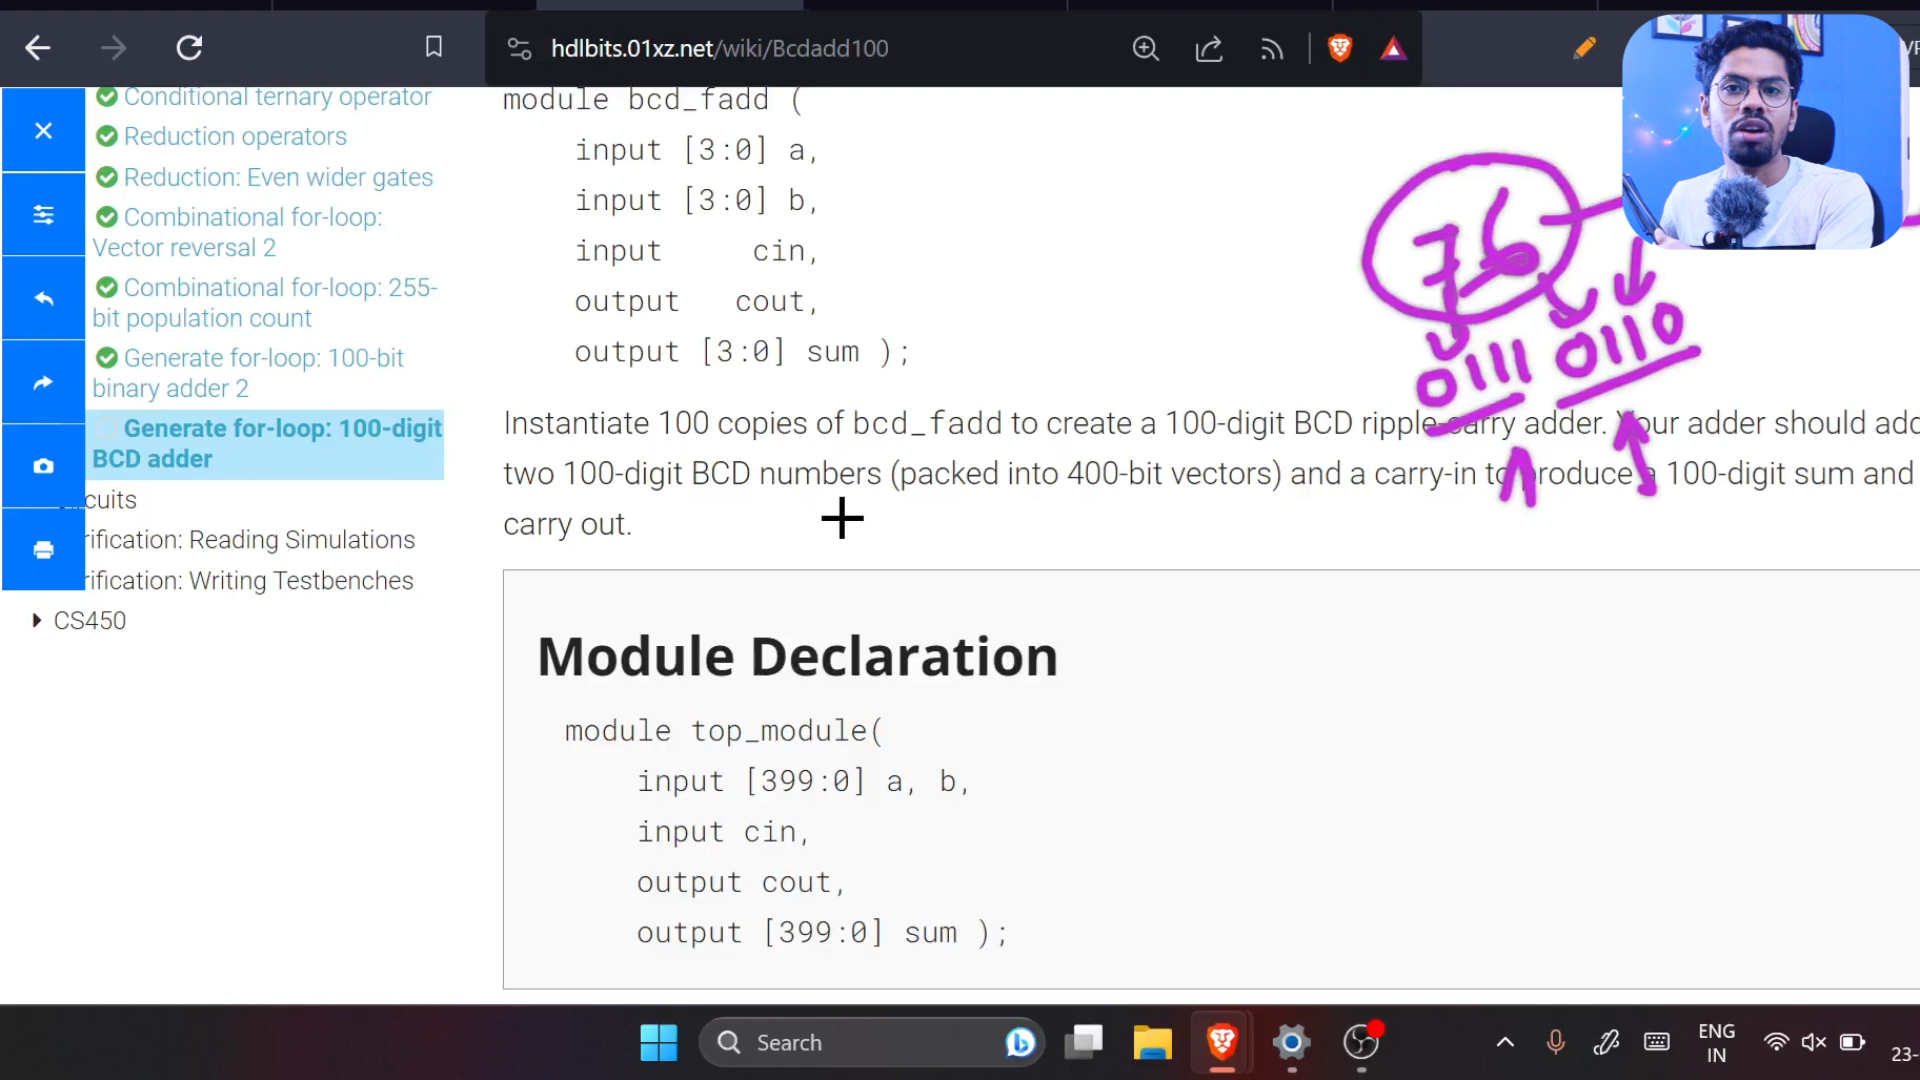 hdlbits.01xz.net/wiki/Bcdadd100
Conditional ternary operator
Reduction operators
Reduction: Even wider gates
Combinational for-loop:
Vector reversal 2
Combinational for-loop: 255-
bit population count
Generate for-loop: 100-bit
binary adder 2
Generate for-loop: 100-digit
BCD adder
cuits
rification: Reading Simulations
rification: Writing Testbenches
CS450
module bcd_fadd (
input [3:0] a,
input [3:0] b,
input cin,
output cout,
output [3:0] sum );
76
0111 0110
Instantiate 100 copies of bcd_fadd to create a 100-digit BCD ripple-carry adder. Your adder should add
two 100-digit BCD numbers (packed into 400-bit vectors) and a carry-in to produce a 100-digit sum and
carry out.
Module Declaration
module top_module(
input [399:0] a, b,
input cin,
output cout,
output [399:0] sum );
Search
ENG
IN
23-